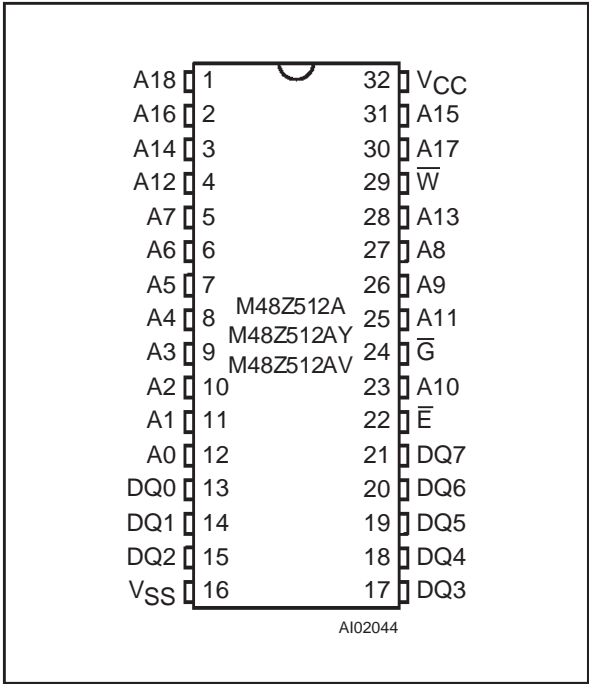 A18 1 32 VCC
A16 2 31 A15
A14 3 30 A17
A12 4 29 W̅
A7 5 28 A13
A6 6 27 A8
A5 7 26 A9
M48Z512A
A4 8 25 A11
M48Z512AY
A3 9 24 G̅
M48Z512AV
A2 10 23 A10
A1 11 22 E̅
A0 12 21 DQ7
DQ0 13 20 DQ6
DQ1 14 19 DQ5
DQ2 15 18 DQ4
VSS 16 17 DQ3
AI02044